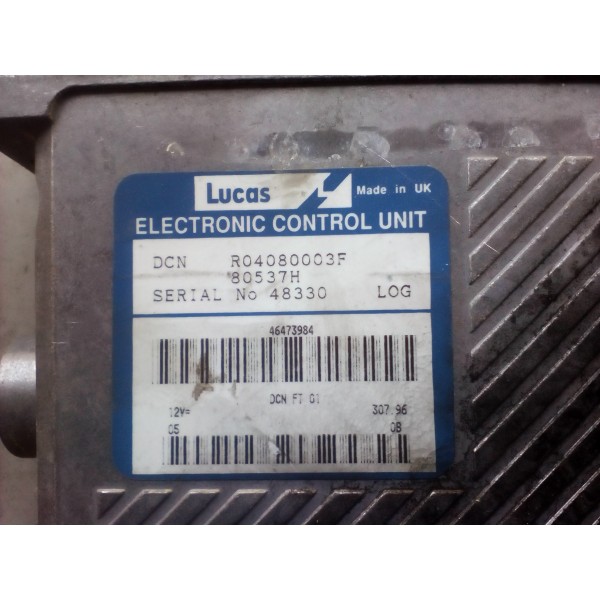 Lucas Made in UK
ELECTRONIC CONTROL UNIT
DCN R04080003F
80537H
SERIAL No 48330 LOG
46473984
DCN FT 01
12V= 307.96
05 08